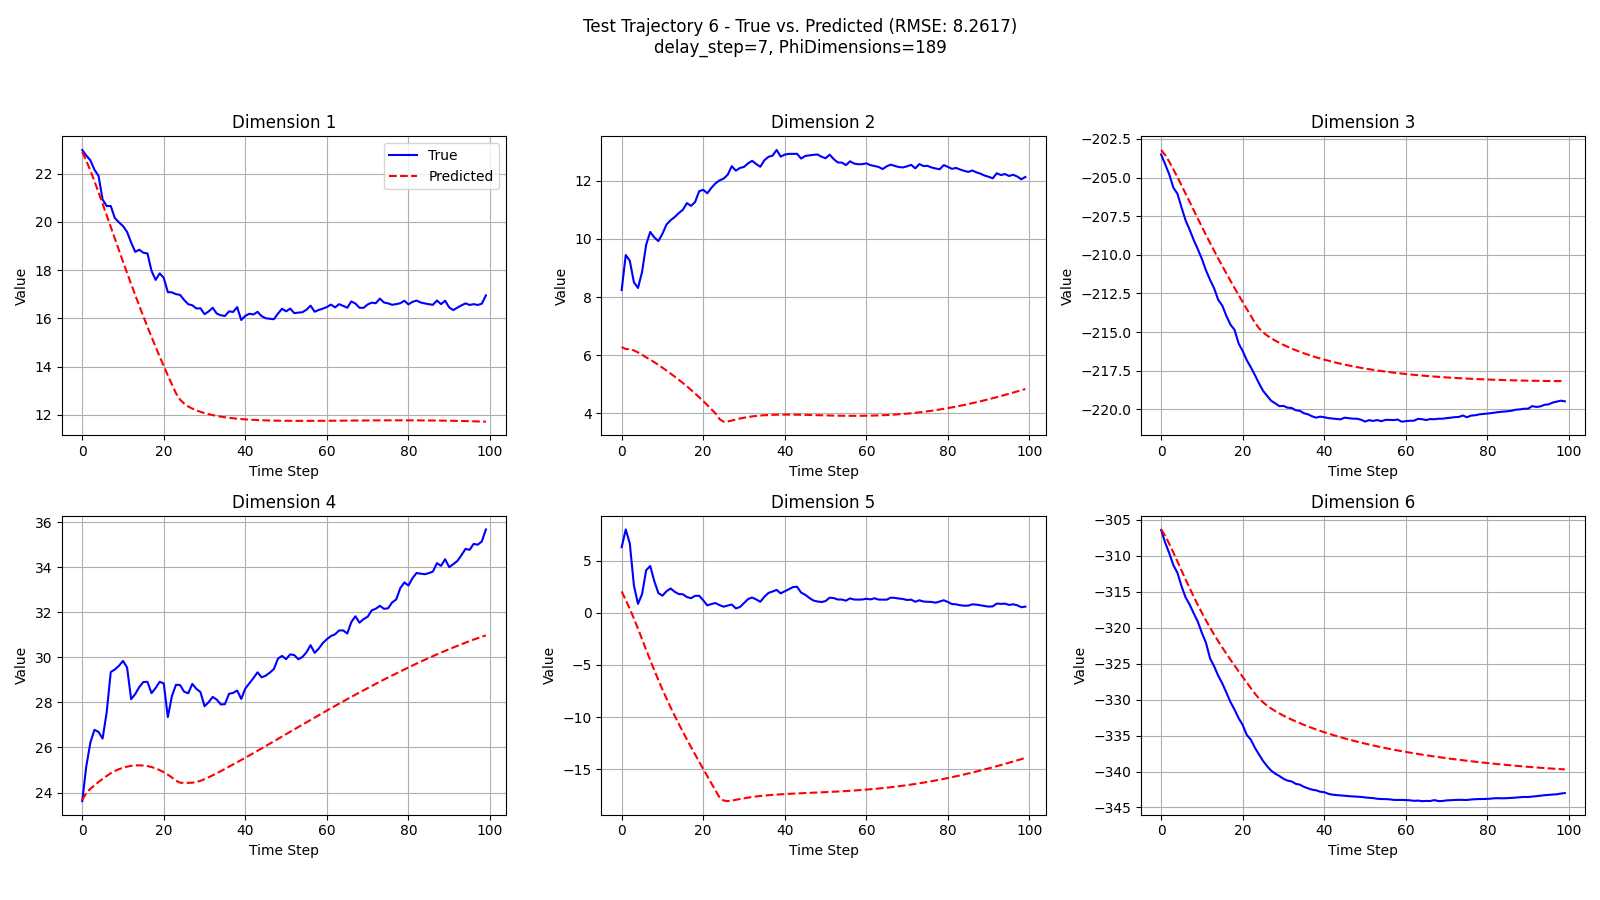 Test Trajectory 6 - True vs. Predicted (RMSE: 8.2617)
delay_step=7, PhiDimensions=189
Dimension 1
True
Predicted
22
20
18
16
14
12
Value
0 20 40 60 80 100
Time Step
Dimension 2
12
10
8
6
4
Value
0 20 40 60 80 100
Time Step
Dimension 3
−202.5
−205.0
−207.5
−210.0
−212.5
−215.0
−217.5
−220.0
Value
0 20 40 60 80 100
Time Step
Dimension 4
36
34
32
30
28
26
24
Value
0 20 40 60 80 100
Time Step
Dimension 5
5
0
−5
−10
−15
Value
0 20 40 60 80 100
Time Step
Dimension 6
−305
−310
−315
−320
−325
−330
−335
−340
−345
Value
0 20 40 60 80 100
Time Step